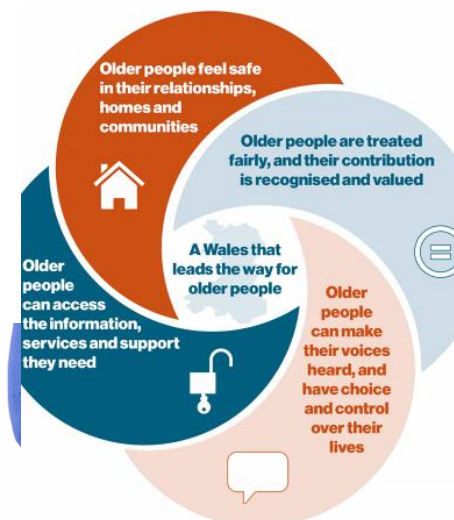 Older people feel safe
in their relationships,
homes and
communities
Older people are treated
fairly, and their contribution
is recognised and valued
A Wales that
leads the way for
older people
Older
people
can access
the information,
services and support
they need
Older
people
can make
their voices
heard, and
have choice
and control
over their
lives